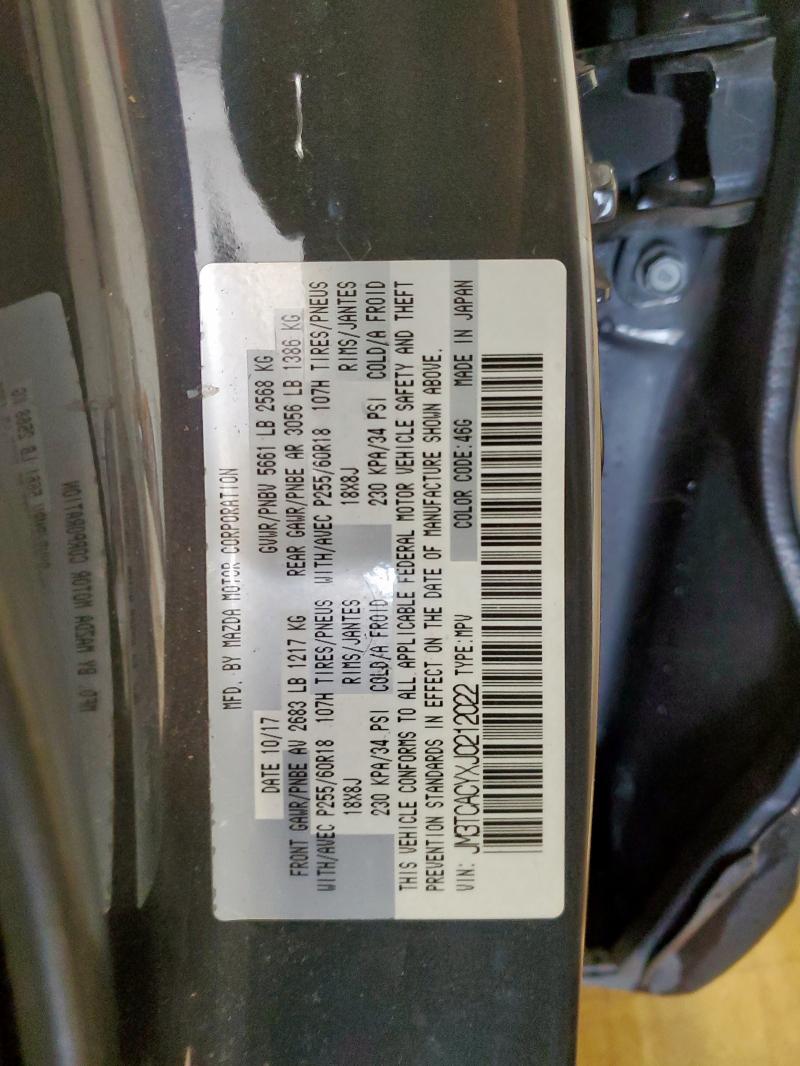 MFD. BY MAZDA MOTOR CORPORATION
DATE 10/17 GVWR/PNBV 5661 LB 2568 KG
FRONT GAWR/PNBE AV 2683 LB 1217 KG REAR GAWR/PNBE AR 3056 LB 1386 KG
WITH/AVEC P255/60R18 107H TIRES/PNEUS WITH/AVEC P255/60R18 107H TIRES/PNEUS
18X8J RIMS/JANTES 18X8J RIMS/JANTES
230 KPA/34 PSI COLD/A FROID 230 KPA/34 PSI COLD/A FROID
THIS VEHICLE CONFORMS TO ALL APPLICABLE FEDERAL MOTOR VEHICLE SAFETY AND THEFT
PREVENTION STANDARDS IN EFFECT ON THE DATE OF MANUFACTURE SHOWN ABOVE.
VIN: JM3TCACYXJ0212022 TYPE:MPV COLOR CODE:46G MADE IN JAPAN
MFD. BY MAZDA MOTOR CORPORATION